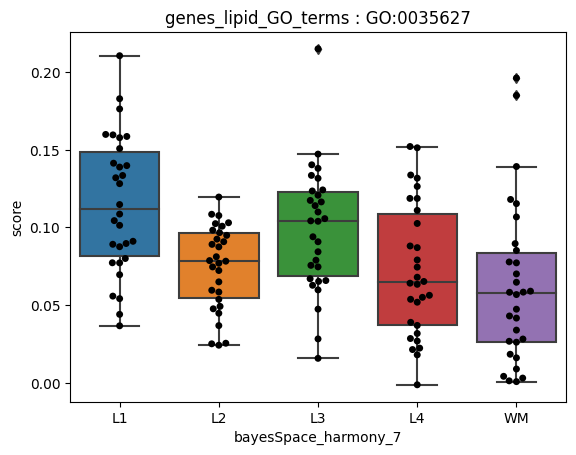 genes_lipid_GO_terms : GO:0035627
score
0.20
0.15
0.10
0.05
0.00
L1 L2 L3 L4 WM
bayesSpace_harmony_7